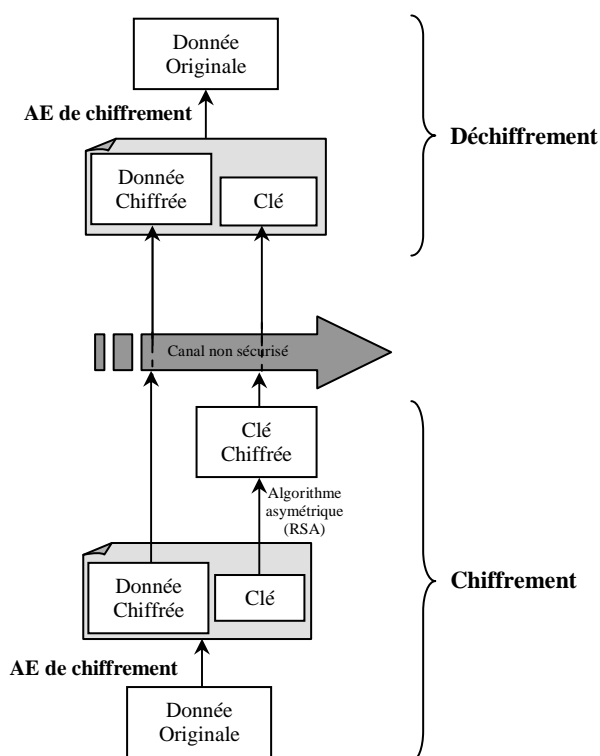 Donnée
Originale
AE de chiffrement
Déchiffrement
Donnée
Chiffrée
Clé
Canal non sécurisé
Clé
Chiffrée
Algorithme
asymétrique
(RSA)
Donnée
Chiffrée
Clé
Chiffrement
AE de chiffrement
Donnée
Originale